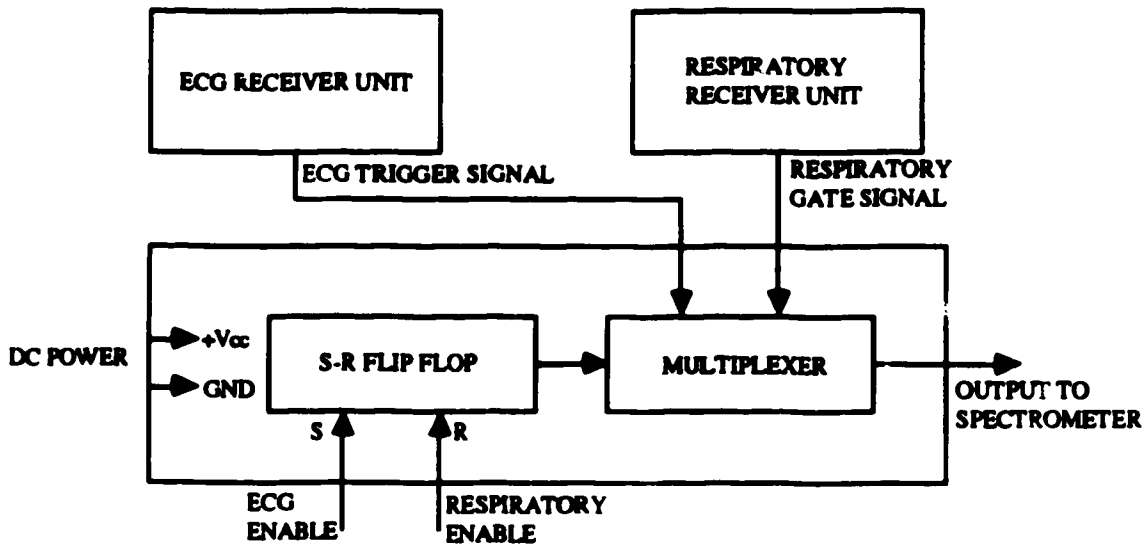 ECG RECEIVER UNIT
RESPIRATORY
RECEIVER UNIT
ECG TRIGGER SIGNAL
RESPIRATORY
GATE SIGNAL
DC POWER
+Vcc
GND
S-R FLIP FLOP
MULTIPLEXER
S
R
OUTPUT TO
SPECTROMETER
ECG
ENABLE
RESPIRATORY
ENABLE